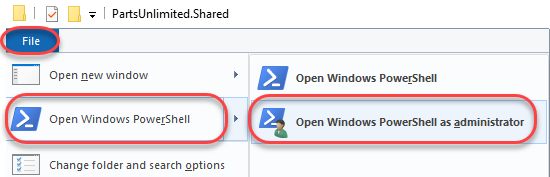 PartsUnlimited.Shared
File
Open new window
Open Windows PowerShell
Open Windows PowerShell
Open Windows PowerShell as administrator
Change folder and search options